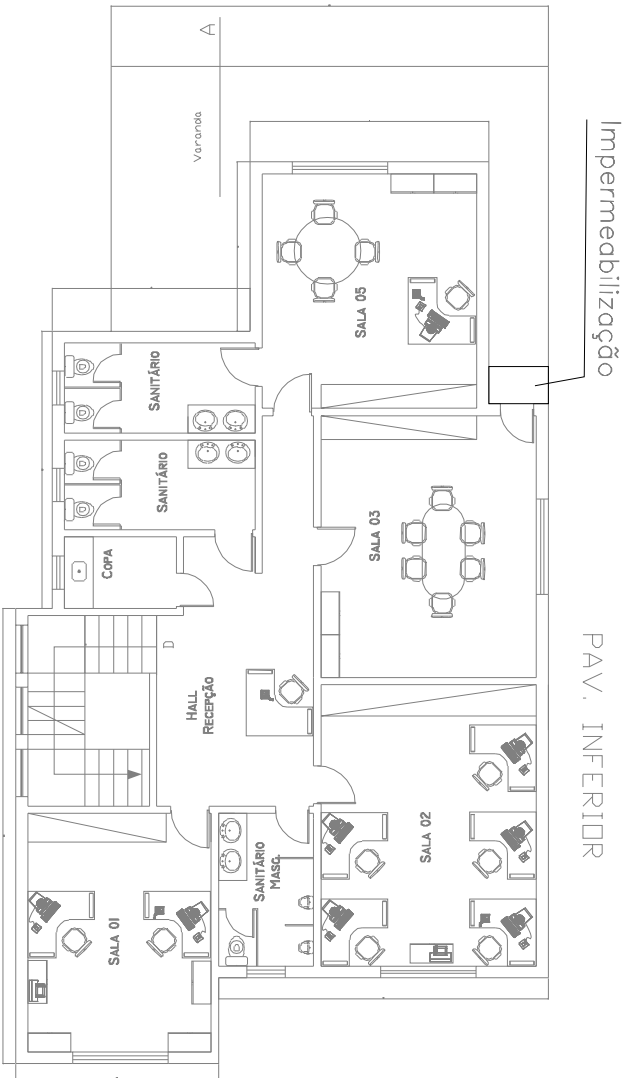 A
Varanda
Impermeabilização
SALA 05
SANITÁRIO
SANITÁRIO
SALA 03
COPA
D
HALL
RECEPÇÃO
PAV. INFERIOR
SALA 02
SANITÁRIO
MASC.
SALA 01